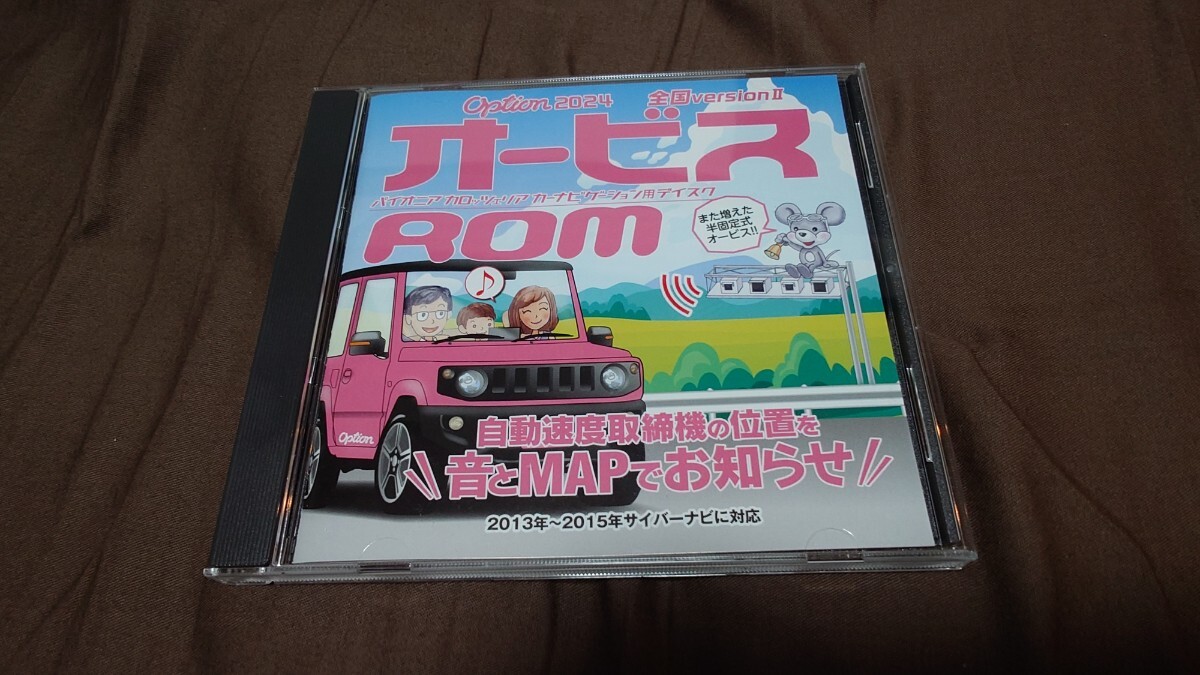 Option 2024 全国versionⅡ
オービス
パイオニア カロッツェリア カーナビゲーション用ディスク
ROM
また増えた
半固定式
オービス!!
Option
自動速度取締機の位置を
音とMAPでお知らせ
2013年～2015年サイバーナビに対応